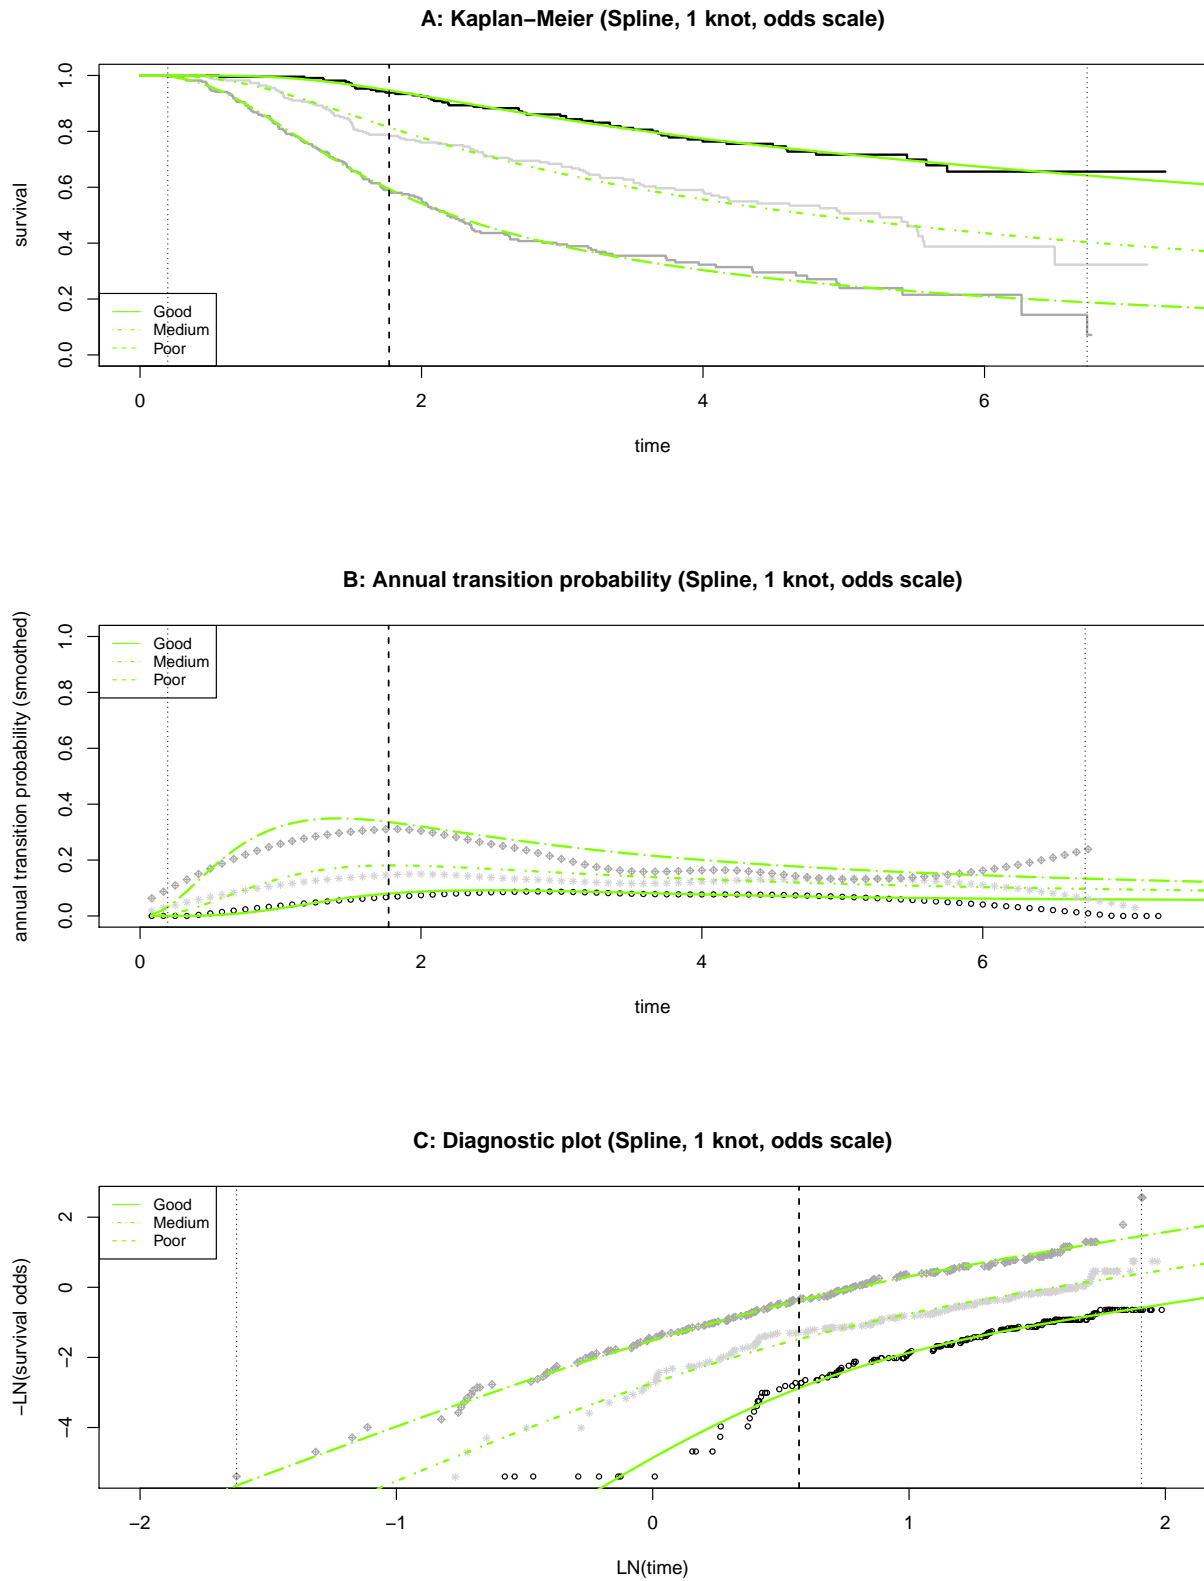 A: Kaplan−Meier (Spline, 1 knot, odds scale)
survival
0.0 0.2 0.4 0.6 0.8 1.0
Good
Medium
Poor
0 2 4 6
time
B: Annual transition probability (Spline, 1 knot, odds scale)
annual transition probability (smoothed)
0.0 0.2 0.4 0.6 0.8 1.0
Good
Medium
Poor
0 2 4 6
time
C: Diagnostic plot (Spline, 1 knot, odds scale)
−LN(survival odds)
−4 −2 0 2
Good
Medium
Poor
−2 −1 0 1 2
LN(time)